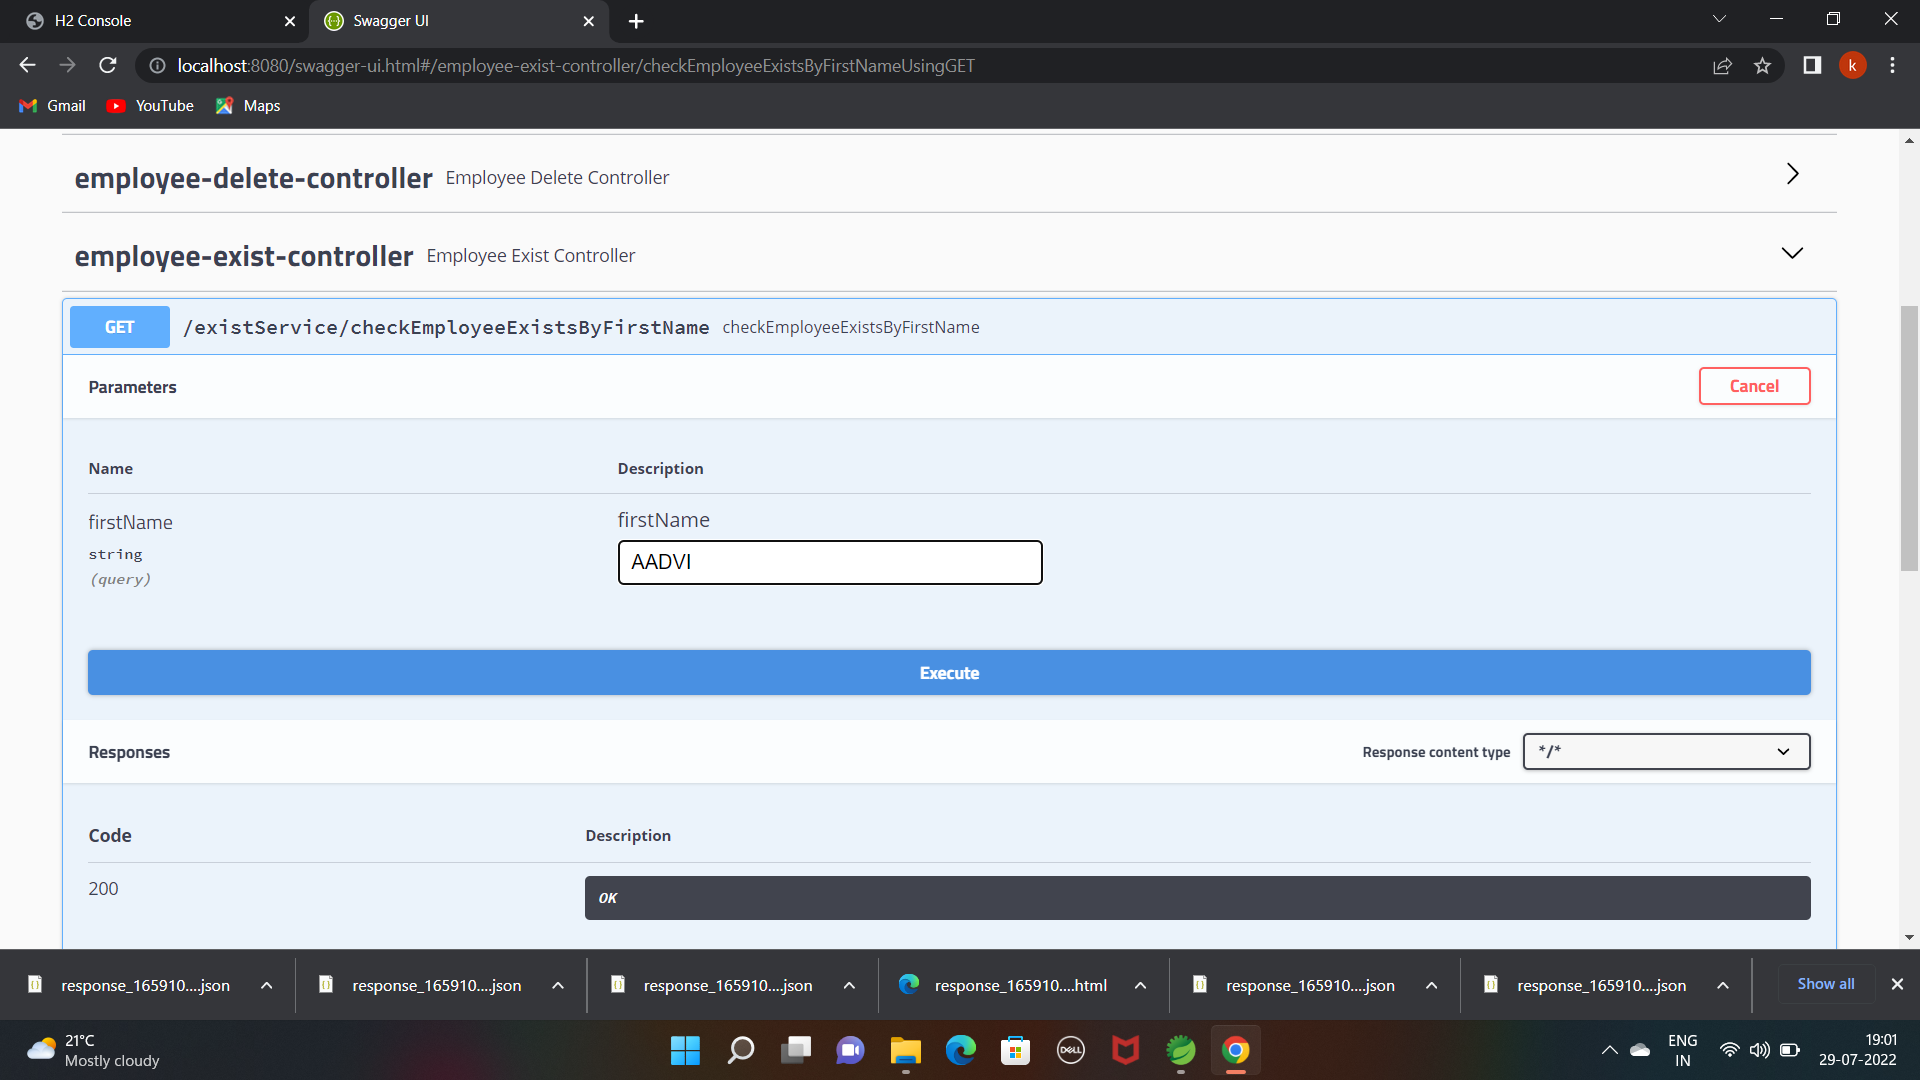 H2 Console
Swagger UI
localhost:8080/swagger-ui.html#/employee-exist-controller/checkEmployeeExistsByFirstNameUsingGET
k
Gmail YouTube Maps
employee-delete-controller Employee Delete Controller
employee-exist-controller Employee Exist Controller
GET /existService/checkEmployeeExistsByFirstName checkEmployeeExistsByFirstName
Parameters Cancel
Name Description
firstName
string
(query)
firstName
AADVI
Execute
Responses Response content type */*
Code Description
200 OK
response_165910....json response_165910....json response_165910....json response_165910....html response_165910....json response_165910....json Show all
21°C
Mostly cloudy
DELL
ENG
IN
19:01
29-07-2022